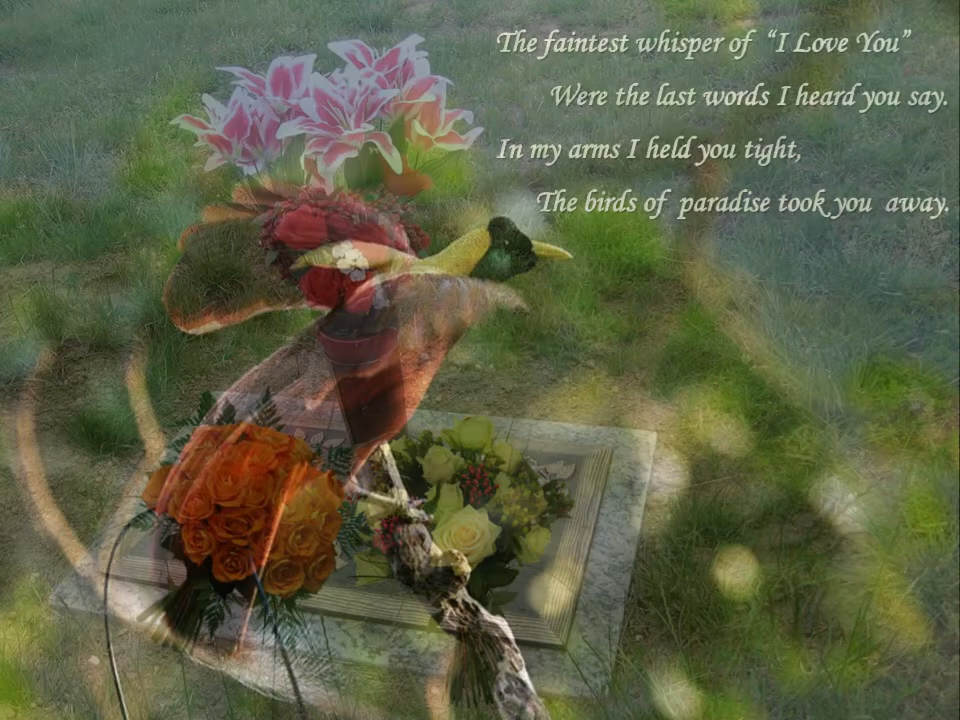 The faintest whisper of “I Love You”
Were the last words I heard you say.
In my arms I held you tight,
The birds of paradise took you away.